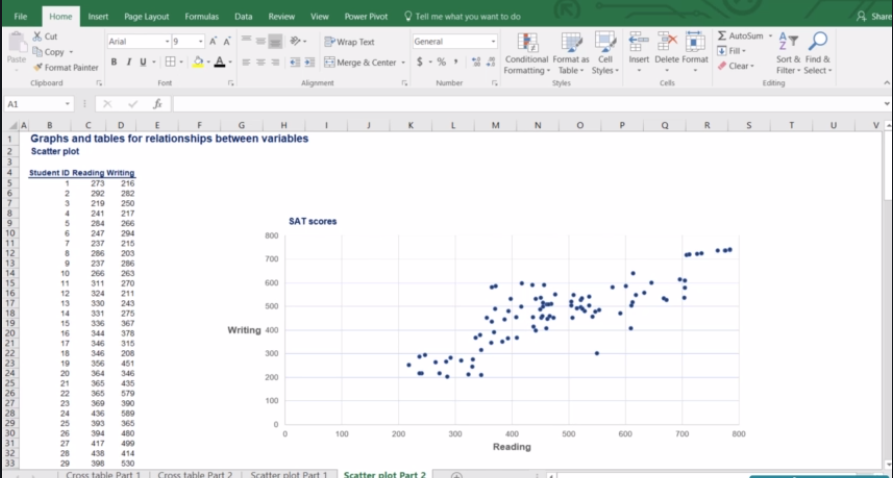 File Home Insert Page Layout Formulas Data Review View Power Pivot Tell me what you want to do Share
Cut
Copy
Paste
Format Painter
Clipboard
Arial 9
B I U
Font
Wrap Text
Merge & Center
Alignment
General
$ % ,
Number
Conditional Formatting
Format as Table
Cell Styles
Styles
Insert Delete Format
Cells
AutoSum
Fill
Clear
Sort & Filter
Find & Select
Editing
A1 fx
A B C D E F G H I J K L M N O P Q R S T U V
1 Graphs and tables for relationships between variables
2 Scatter plot
3
4 Student ID Reading Writing
5 1 273 216
6 2 292 282
7 3 219 250
8 4 241 217
9 5 284 266
10 6 247 294
11 7 237 215
12 8 286 203
13 9 237 286
14 10 266 263
15 11 311 270
16 12 324 211
17 13 330 243
18 14 331 275
19 15 336 367
20 16 344 378
21 17 346 315
22 18 346 208
23 19 356 451
24 20 364 346
25 21 365 435
26 22 365 579
27 23 369 390
28 24 436 589
29 25 393 365
30 26 394 480
31 27 417 499
32 28 438 414
33 29 398 530
SAT scores
800
700
600
500
Writing 400
300
200
100
0
0 100 200 300 400 500 600 700 800
Reading
Cross table Part 1 Cross table Part 2 Scatter plot Part 1 Scatter plot Part 2